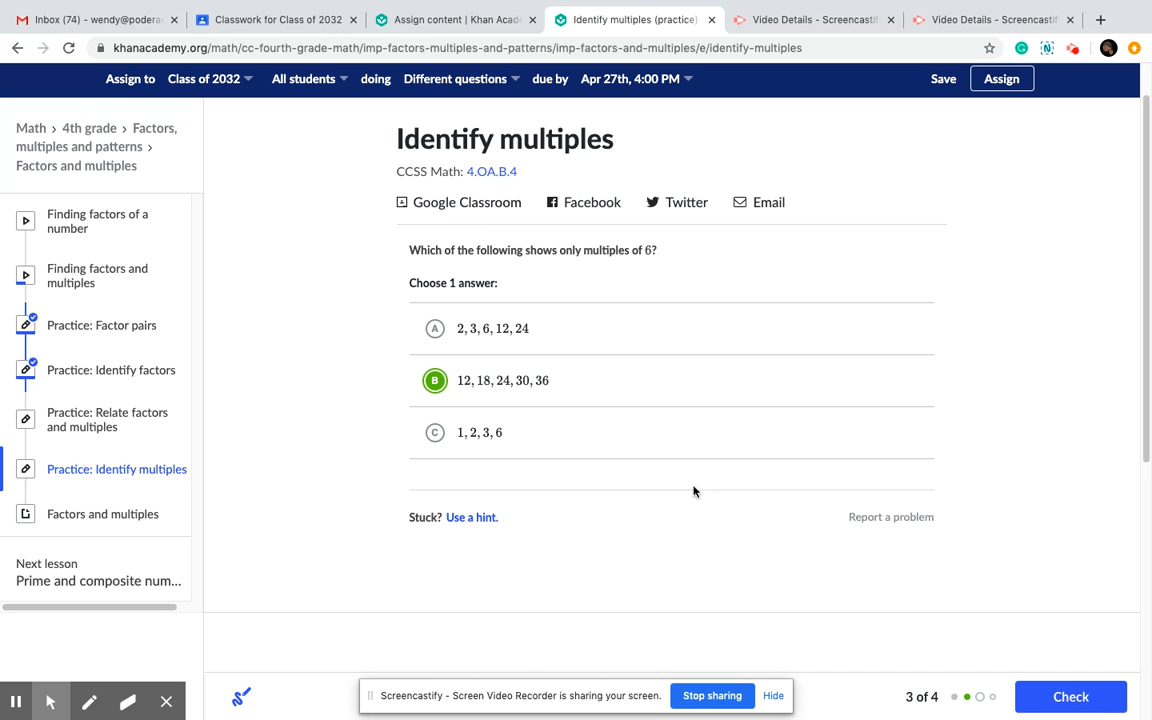 Inbox (74) - wendy@podera
Classwork for Class of 2032
Assign content | Khan Acad
Identify multiples (practice)
Video Details - Screencastif
Video Details - Screencastif
khanacademy.org/math/cc-fourth-grade-math/imp-factors-multiples-and-patterns/imp-factors-and-multiples/e/identify-multiples
Assign to Class of 2032 All students doing Different questions due by Apr 27th, 4:00 PM Save Assign
Math › 4th grade › Factors,
multiples and patterns ›
Factors and multiples
Finding factors of a
number
Finding factors and
multiples
Practice: Factor pairs
Practice: Identify factors
Practice: Relate factors
and multiples
Practice: Identify multiples
Factors and multiples
Next lesson
Prime and composite num...
Identify multiples
CCSS Math: 4.OA.B.4
Google Classroom Facebook Twitter Email
Which of the following shows only multiples of 6?
Choose 1 answer:
A 2, 3, 6, 12, 24
B 12, 18, 24, 30, 36
C 1, 2, 3, 6
Stuck? Use a hint.
Report a problem
Screencastify - Screen Video Recorder is sharing your screen. Stop sharing Hide
3 of 4
Check